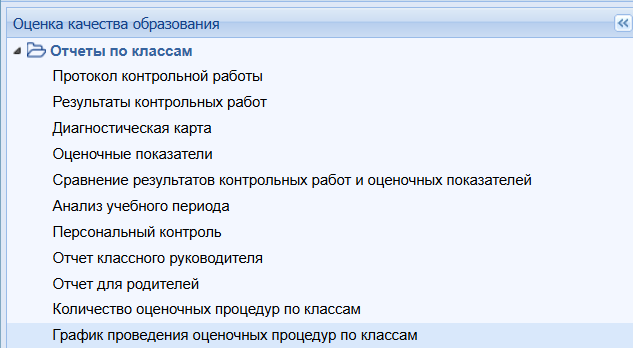 Оценка качества образования
Отчеты по классам
Протокол контрольной работы
Результаты контрольных работ
Диагностическая карта
Оценочные показатели
Сравнение результатов контрольных работ и оценочных показателей
Анализ учебного периода
Персональный контроль
Отчет классного руководителя
Отчет для родителей
Количество оценочных процедур по классам
График проведения оценочных процедур по классам